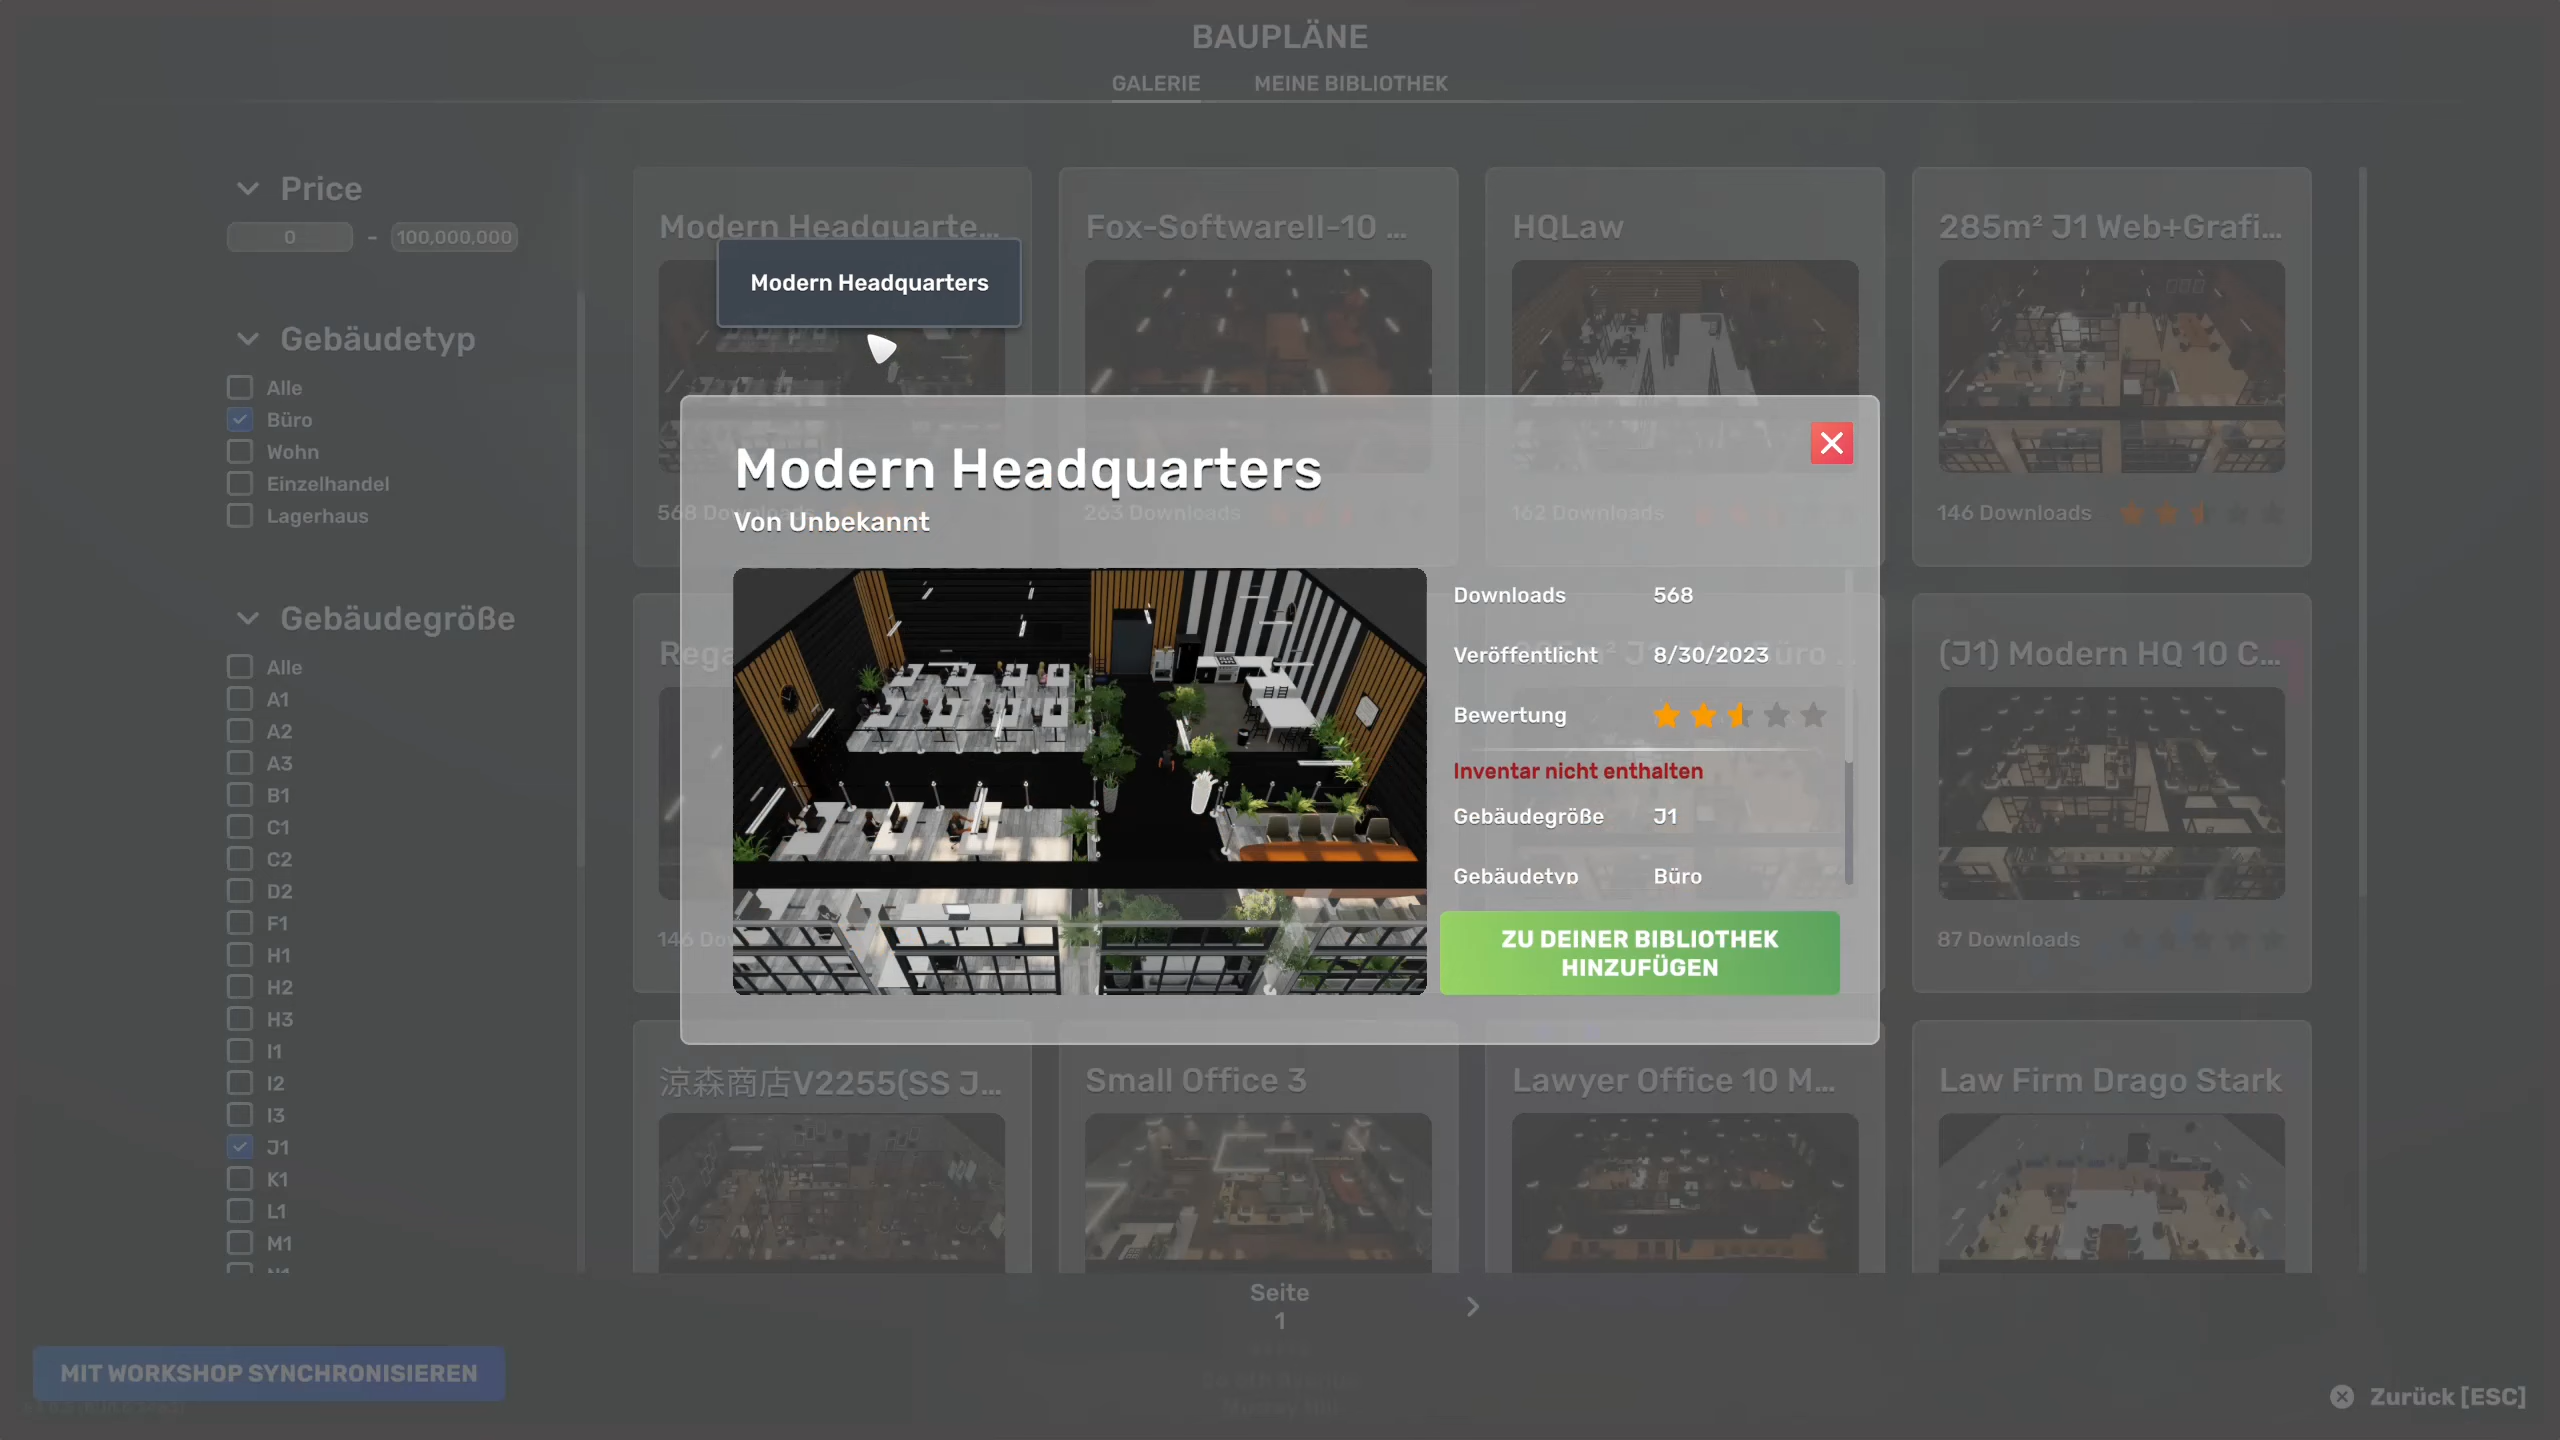 BAUPLÄNE
GALERIE
MEINE BIBLIOTHEK
Price
0 - 100,000,000
Gebäudetyp
Alle
Büro
Wohn
Einzelhandel
Lagerhaus
Gebäudegröße
Alle
A1
A2
A3
B1
C1
C2
D2
F1
H1
H2
H3
I1
I2
I3
J1
K1
L1
M1
N1
MIT WORKSHOP SYNCHRONISIEREN
Modern Headquarte...
Fox-Softwarell-10 ...
HQLaw
285m² J1 Web+Grafi...
Modern Headquarters
568 Downloads
263 Downloads
162 Downloads
146 Downloads
Modern Headquarters
Von Unbekannt
Downloads 568
Veröffentlicht 8/30/2023
Bewertung
Inventar nicht enthalten
Gebäudegröße J1
Gebäudetyp Büro
ZU DEINER BIBLIOTHEK
HINZUFÜGEN
(J1) Modern HQ 10 C...
87 Downloads
涼森商店V2255(SS J...
Small Office 3
Lawyer Office 10 M...
Law Firm Drago Stark
Seite
1
Zurück [ESC]